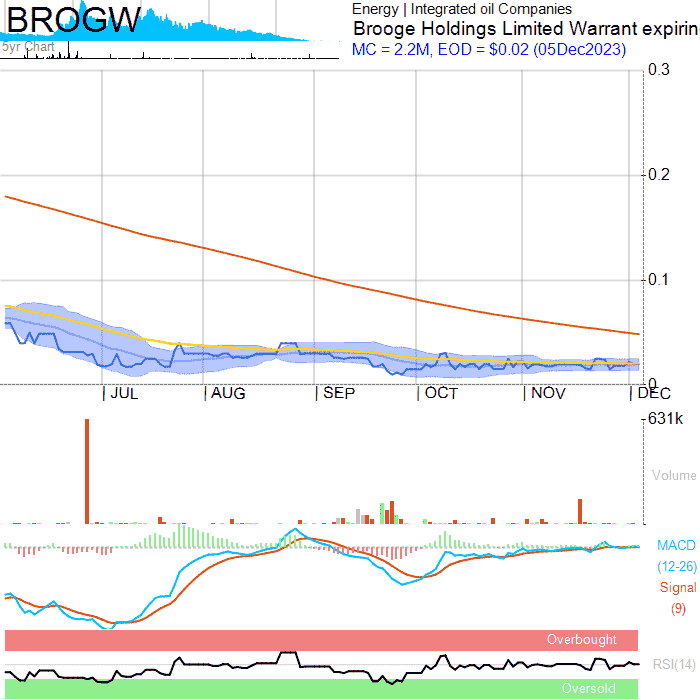 BROGW
5yr Chart
Energy | Integrated oil Companies
Brooge Holdings Limited Warrant expirin
MC = 2.2M, EOD = $0.02 (05Dec2023)
0.3
0.2
0.1
0
JUL AUG SEP OCT NOV DEC
631k
Volume
MACD
(12-26)
Signal
(9)
Overbought
RSI(14)
Oversold